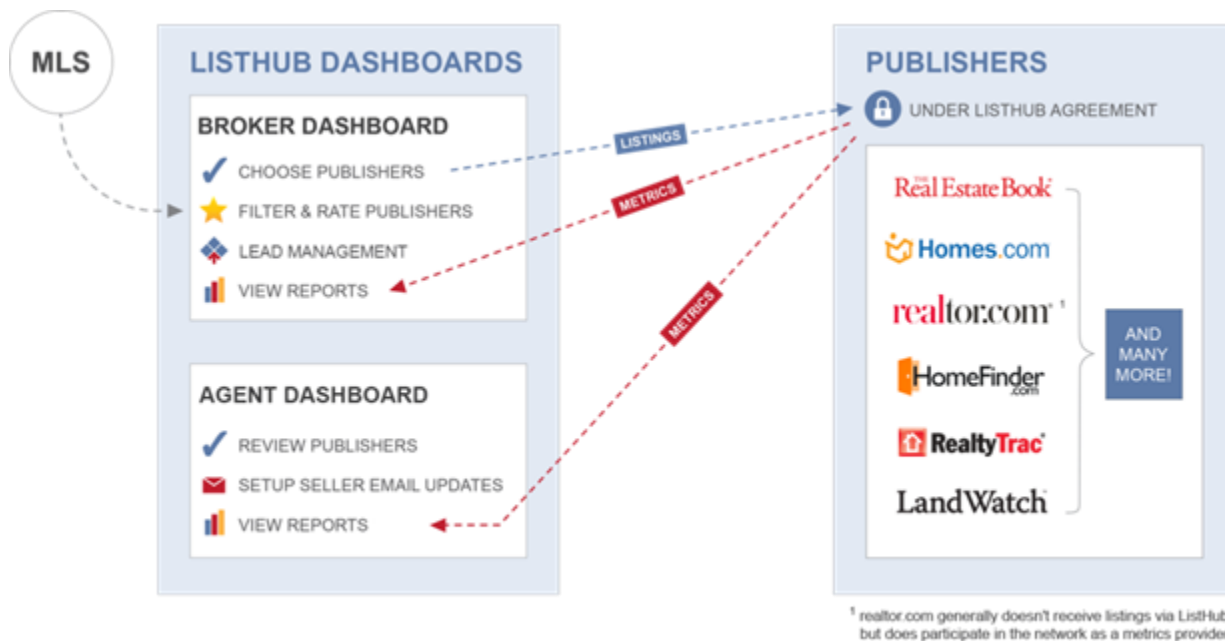 MLS
LISTHUB DASHBOARDS
BROKER DASHBOARD
CHOOSE PUBLISHERS
FILTER & RATE PUBLISHERS
LEAD MANAGEMENT
VIEW REPORTS
AGENT DASHBOARD
REVIEW PUBLISHERS
SETUP SELLER EMAIL UPDATES
VIEW REPORTS
LISTINGS
METRICS
METRICS
PUBLISHERS
UNDER LISTHUB AGREEMENT
THE
Real Estate Book
Homes.com
realtor.com 1
HomeFinder
.com
RealtyTrac
LandWatch
AND
MANY
MORE!
1 realtor.com generally doesn't receive listings via ListHub
but does participate in the network as a metrics provider